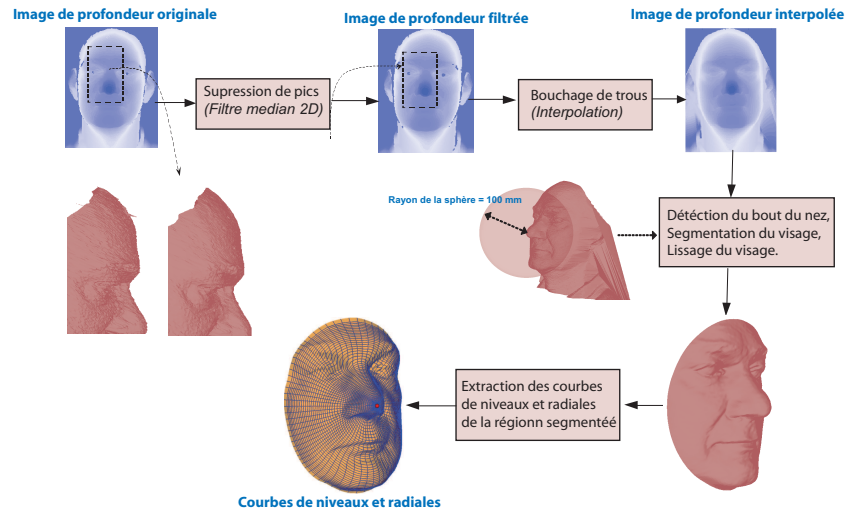 Image de profondeur originale
Image de profondeur filtrée
Image de profondeur interpolée
Supression de pics
(Filtre median 2D)
Bouchage de trous
(Interpolation)
Rayon de la sphère = 100 mm
Détéction du bout du nez,
Segmentation du visage,
Lissage du visage.
Extraction des courbes
de niveaux et radiales
de la régionn segmentéé
Courbes de niveaux et radiales